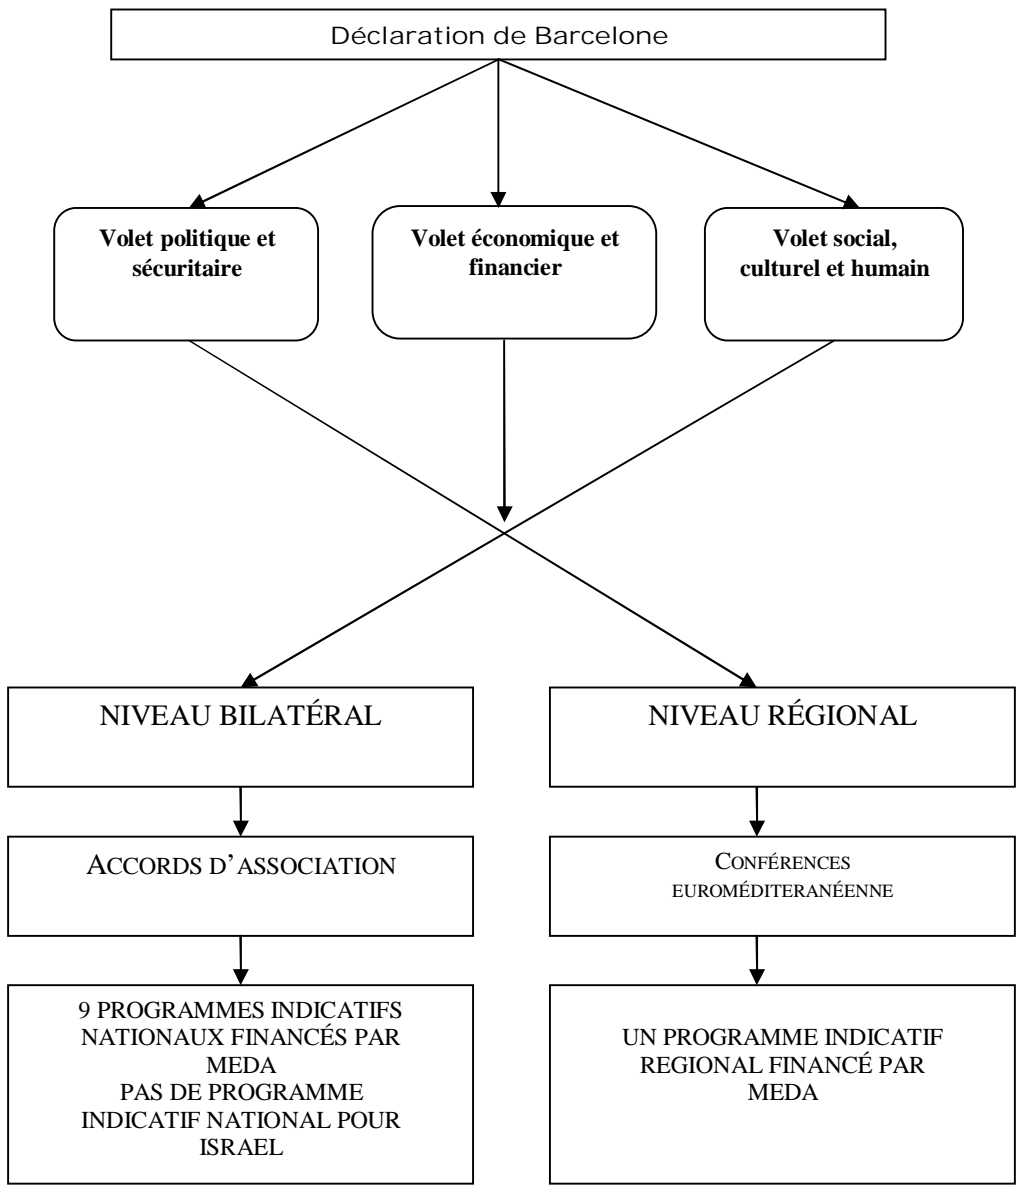 Déclaration de Barcelone
Volet politique et
sécuritaire
Volet économique et
financier
Volet social,
culturel et humain
NIVEAU BILATÉRAL
NIVEAU RÉGIONAL
ACCORDS D’ASSOCIATION
CONFÉRENCES
EUROMÉDITERANÉENNE
9 PROGRAMMES INDICATIFS
NATIONAUX FINANCÉS PAR
MEDA
PAS DE PROGRAMME
INDICATIF NATIONAL POUR
ISRAEL
UN PROGRAMME INDICATIF
REGIONAL FINANCÉ PAR
MEDA